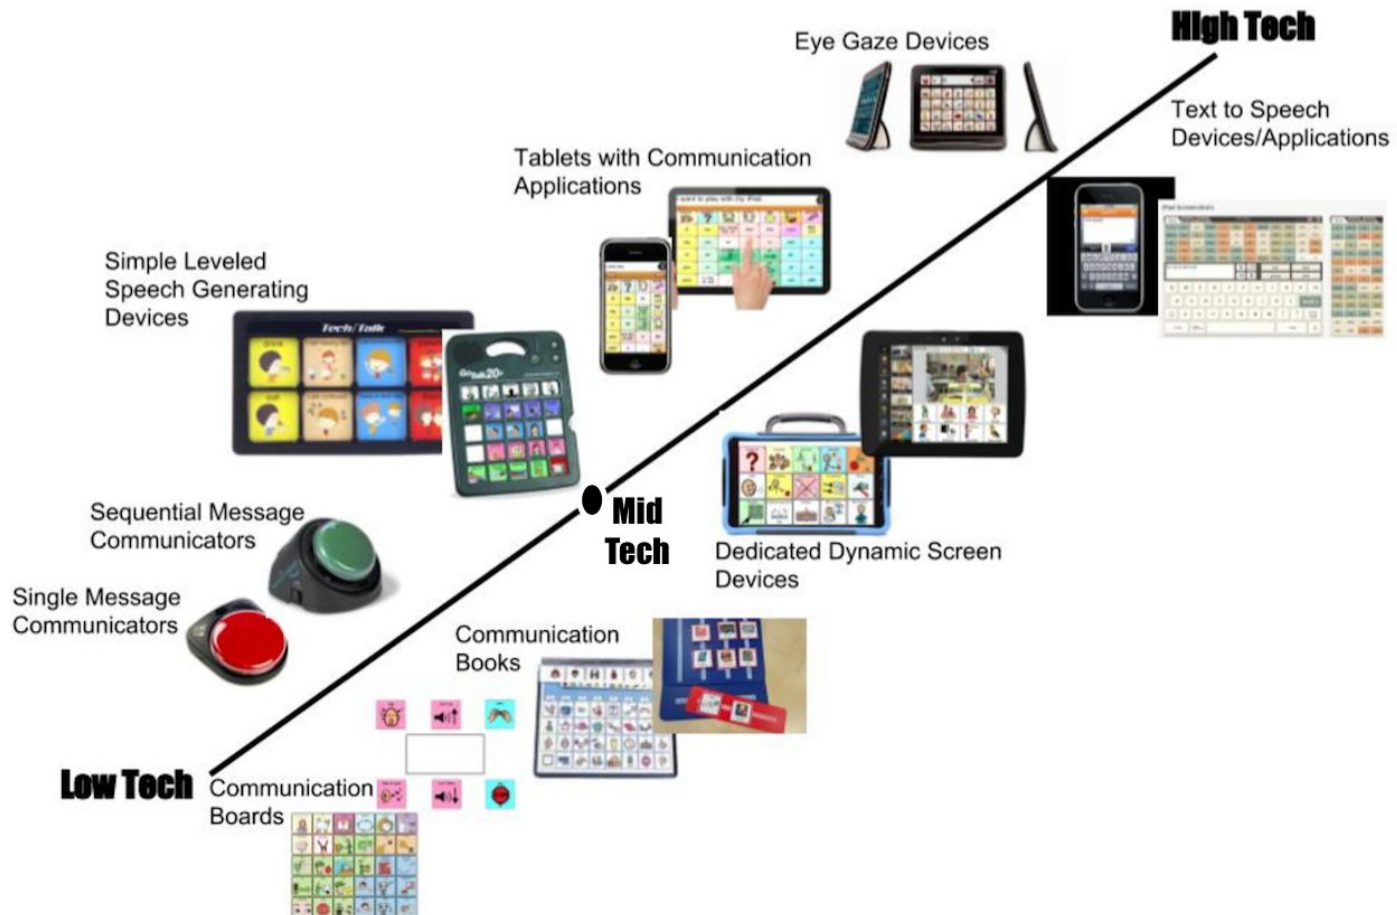 High Tech
Eye Gaze Devices
Text to Speech
Devices/Applications
Tablets with Communication
Applications
Simple Leveled
Speech Generating
Devices
Tech/Talk
GoTalk20+
Sequential Message
Communicators
Mid
Tech
Dedicated Dynamic Screen
Devices
Single Message
Communicators
Communication
Books
Low Tech
Communication
Boards